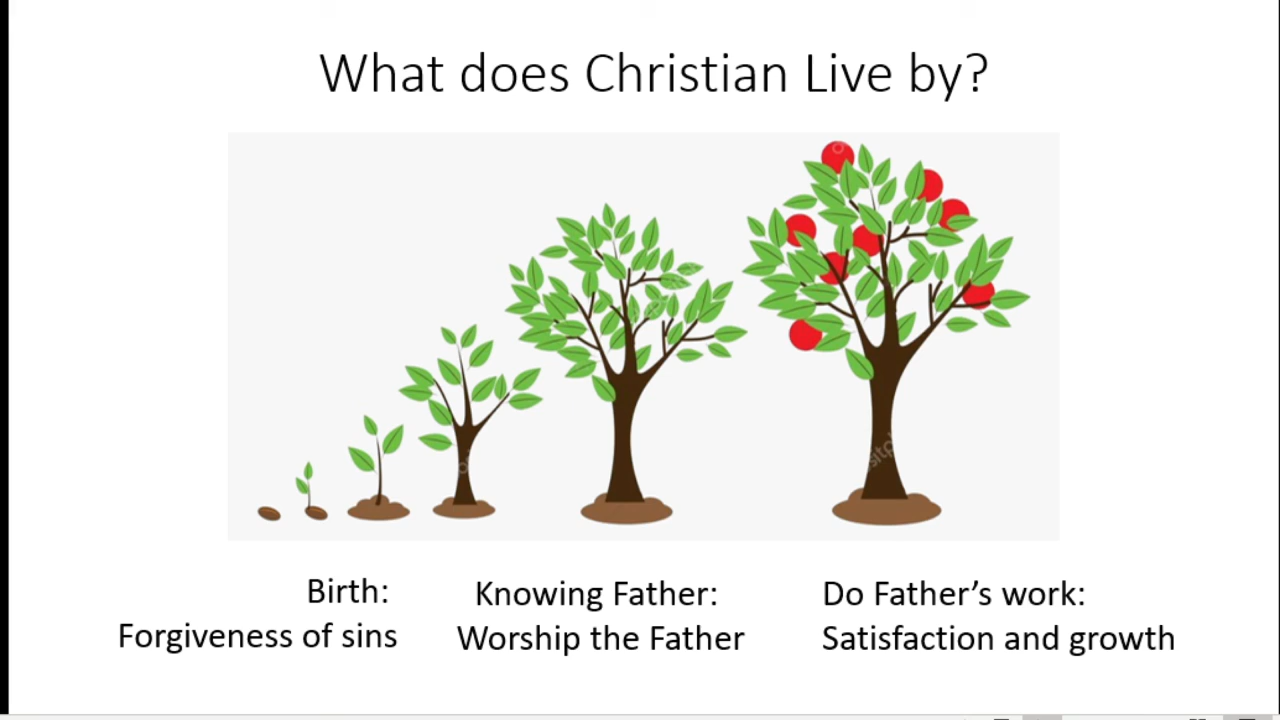 What does Christian Live by?
Birth:
Forgiveness of sins
Knowing Father:
Worship the Father
Do Father's work:
Satisfaction and growth